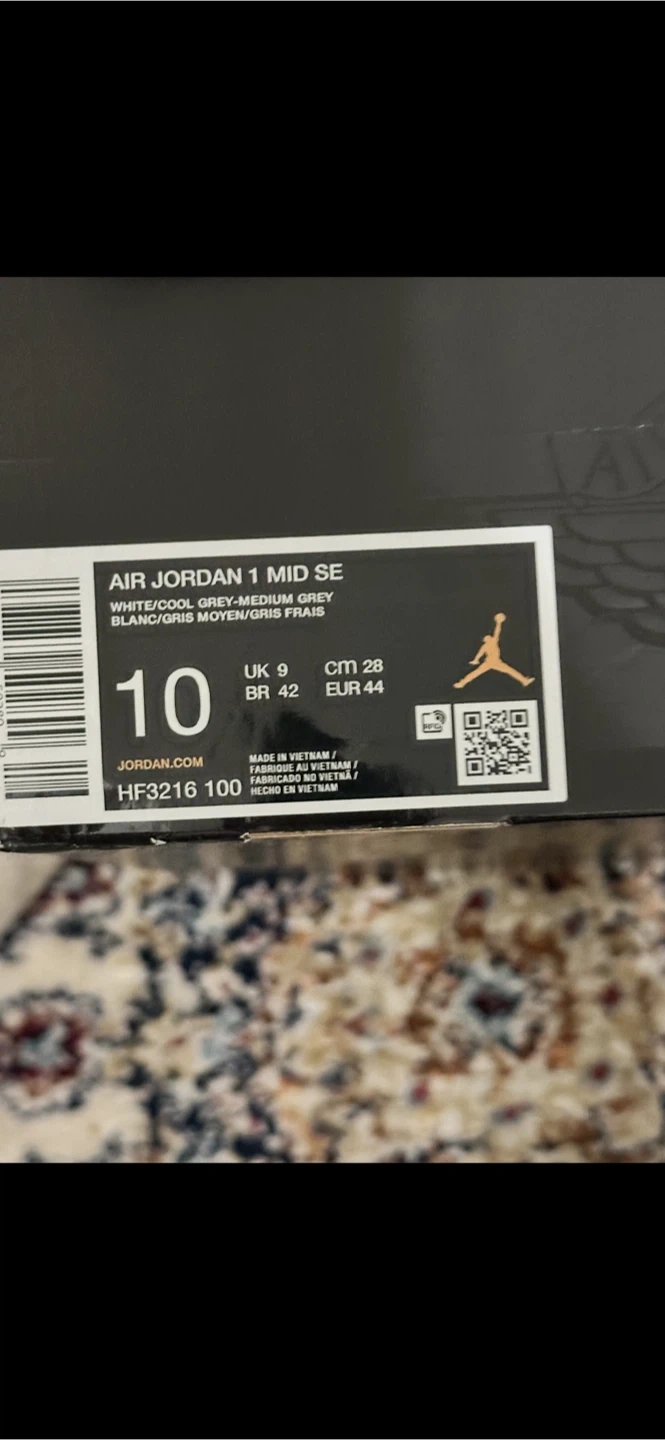 AIR JORDAN 1 MID SE
WHITE/COOL GREY-MEDIUM GREY
BLANC/GRIS MOYEN/GRIS FRAIS
10
UK 9 cm 28
BR 42 EUR 44
JORDAN.COM
HF3216 100
MADE IN VIETNAM /
FABRIQUE AU VIETNAM /
FABRICADO NO VIETNÃ /
HECHO EN VIETNAM